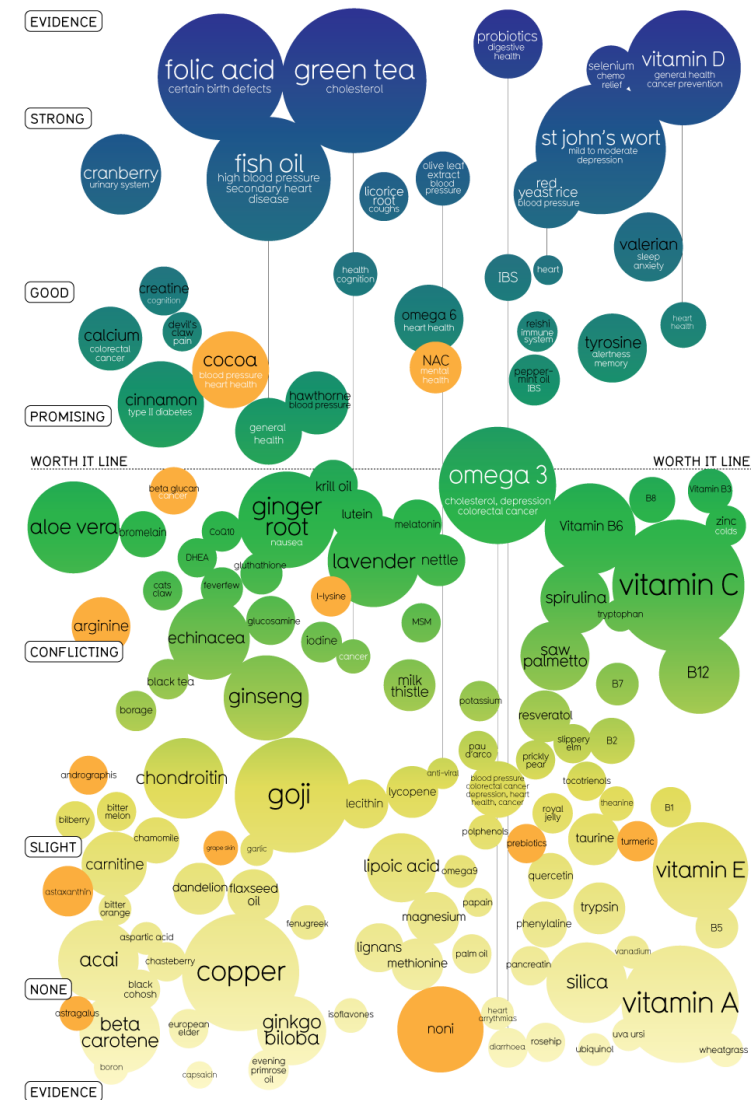 EVIDENCE
folic acid
certain birth defects
green tea
cholesterol
probiotics
digestive
health
selenium
chemo
relief
vitamin D
general health
cancer prevention
STRONG
cranberry
urinary system
fish oil
high blood pressure
secondary heart
disease
licorice
root
coughs
olive leaf
extract
blood
pressure
st john's wort
mild to moderate
depression
red
yeast rice
blood pressure
valerian
sleep
anxiety
health
cognition
IBS
heart
GOOD
creatine
cognition
calcium
colorectal
cancer
devil's
claw
pain
omega 6
heart health
reishi
immune
system
tyrosine
alertness
memory
heart
health
cocoa
blood pressure
heart health
NAC
mental
health
pepper-
mint oil
IBS
cinnamon
type II diabetes
hawthorne
blood pressure
general
health
PROMISING
WORTH IT LINE
WORTH IT LINE
omega 3
cholesterol, depression
colorectal cancer
beta glucan
cancer
krill oil
B8
Vitamin B3
aloe vera
bromelain
CoQ10
ginger
root
nausea
lutein
melatonin
Vitamin B6
zinc
colds
DHEA
gluthathione
lavender
nettle
cats
claw
feverfew
l-lysine
spirulina
vitamin C
tryptophan
arginine
echinacea
glucosamine
iodine
MSM
CONFLICTING
cancer
saw
palmetto
B12
black tea
ginseng
milk
thistle
B7
borage
potassium
resveratol
slippery
elm
B2
pau
d'arco
prickly
pear
andrographis
chondroitin
goji
anti-viral
blood pressure
colorectal cancer
depression, heart
health, cancer
tocotrienols
lycopene
lecithin
theanine
B1
bilberry
bitter
melon
royal
jelly
chamomile
polphenols
prebiotics
taurine
turmeric
SLIGHT
grape skin
garlic
carnitine
lipoic acid
omega9
vitamin E
astaxanthin
dandelion
flaxseed
oil
quercetin
bitter
orange
papain
trypsin
fenugreek
magnesium
phenylaline
B5
aspartic acid
acai
chasteberry
copper
lignans
methionine
palm oil
pancreatin
vanadium
silica
NONE
black
cohosh
vitamin A
astragalus
beta
carotene
european
elder
ginkgo
biloba
isoflavones
noni
heart
arrythmias
diarrhoea
rosehip
ubiquinol
uva ursi
wheatgrass
boron
capsaicin
evening
primrose
oil
EVIDENCE